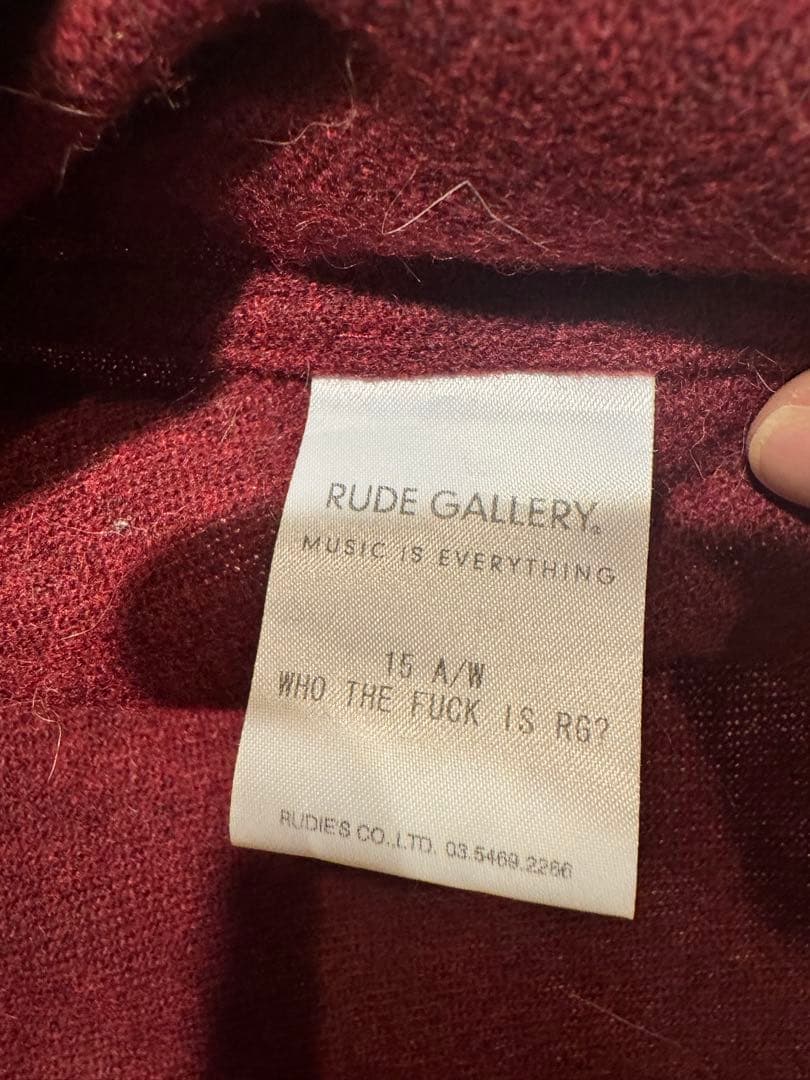 RUDE GALLERY.
MUSIC IS EVERYTHING
15 A/W
WHO THE FUCK IS RG?
RUDIE'S CO.,LTD. 03.5469.2266